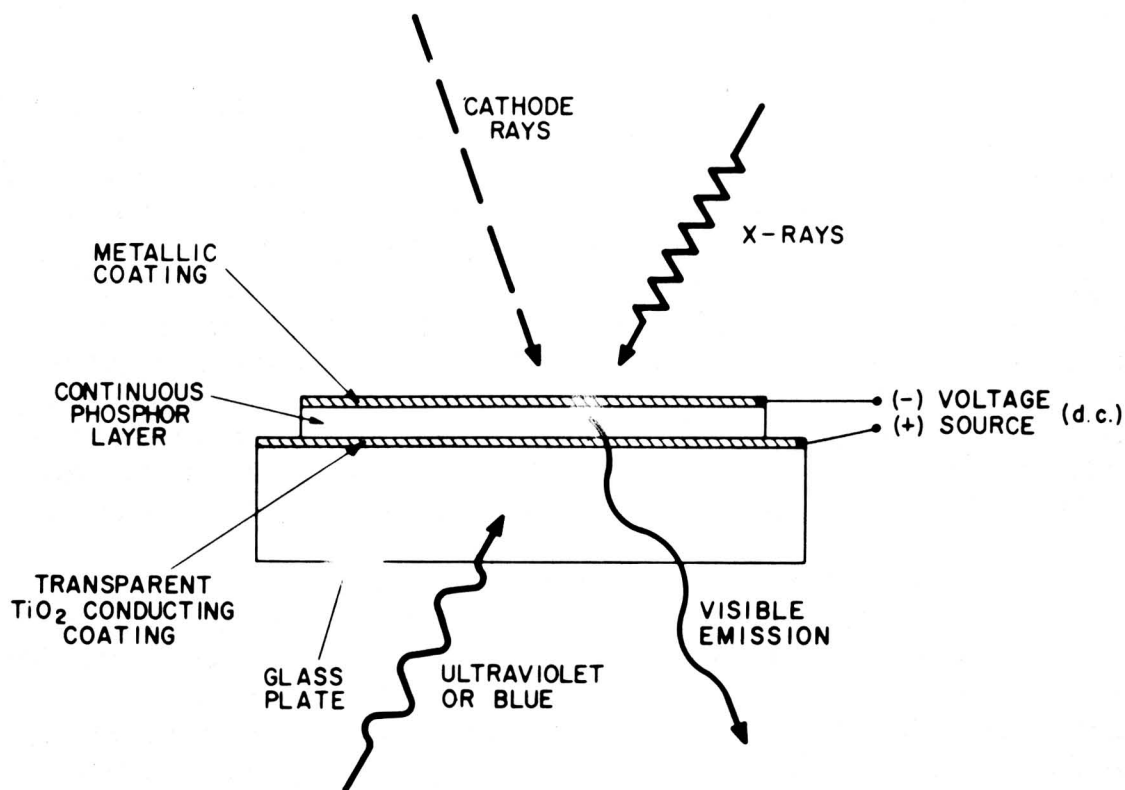 CATHODE
RAYS
X-RAYS
METALLIC
COATING
CONTINUOUS
PHOSPHOR
LAYER
(-) VOLTAGE (d.c.)
(+) SOURCE
TRANSPARENT
TiO2 CONDUCTING
COATING
GLASS
PLATE
ULTRAVIOLET
OR BLUE
VISIBLE
EMISSION